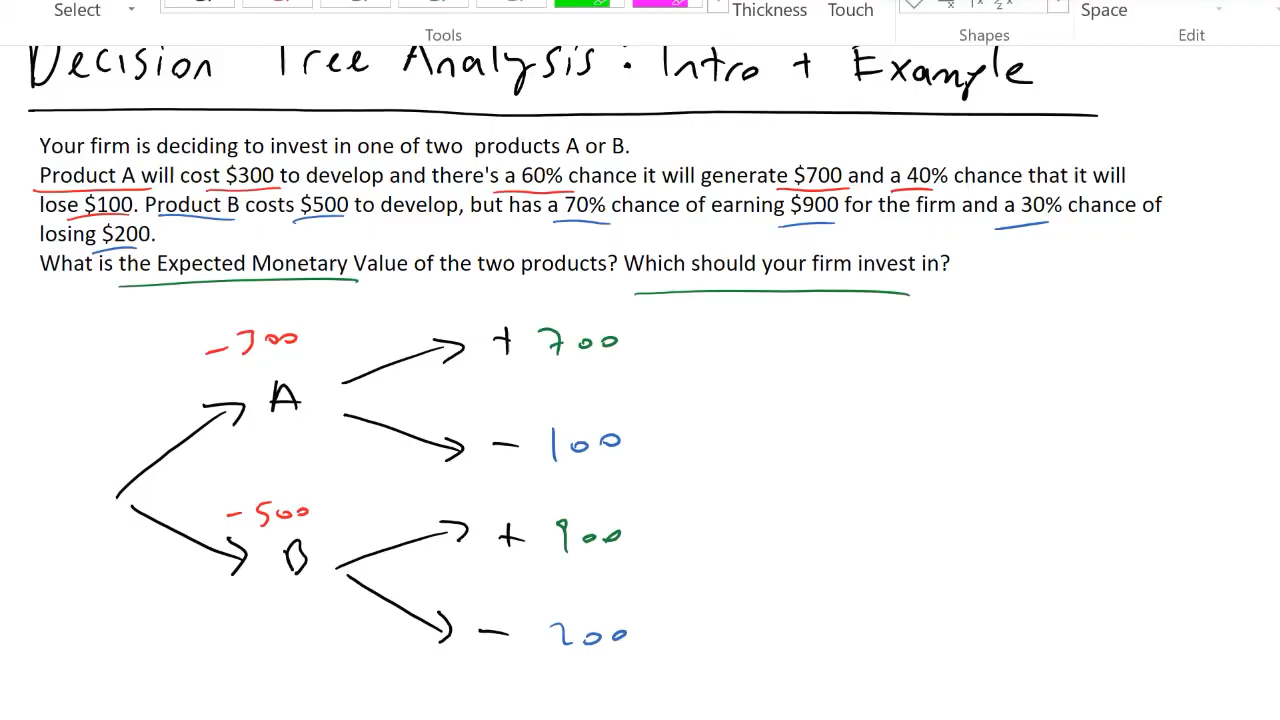 Select
Thickness
Touch
Space
Tools
Shapes
Edit
Decision Tree Analysis: Intro + Example
Your firm is deciding to invest in one of two products A or B.
Product A will cost $300 to develop and there's a 60% chance it will generate $700 and a 40% chance that it will
lose $100. Product B costs $500 to develop, but has a 70% chance of earning $900 for the firm and a 30% chance of
losing $200.
What is the Expected Monetary Value of the two products? Which should your firm invest in?
-300
+ 700
A
- 100
-500
+ 900
B
- 200